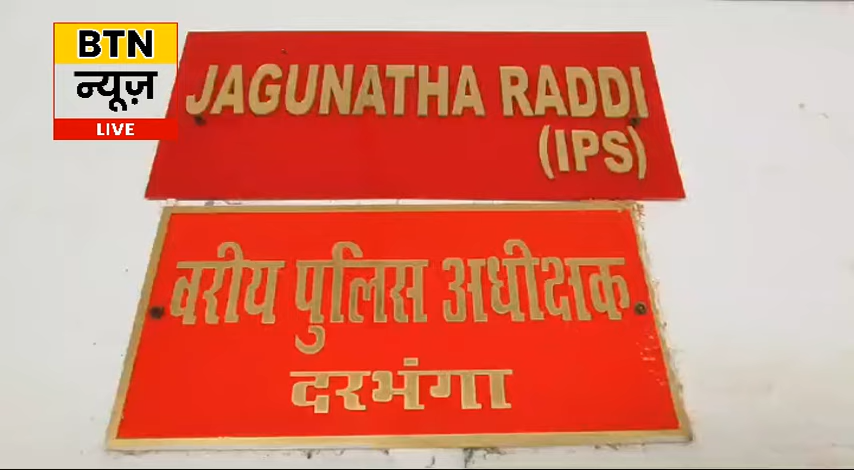 BTN
न्यूज़
LIVE
JAGUNATHA RADDI
(IPS)
वरीय पुलिस अधीक्षक
दरभंगा